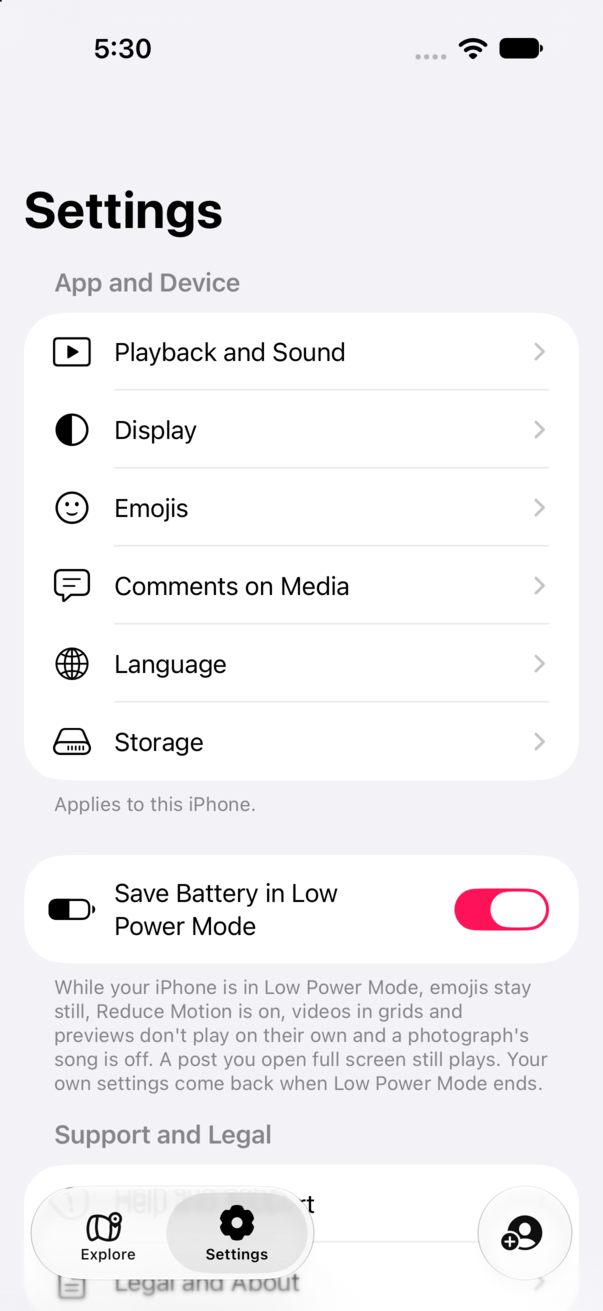 5:30
Settings
App and Device
Playback and Sound
Display
Emojis
Comments on Media
Language
Storage
Applies to this iPhone.
Save Battery in Low
Power Mode
While your iPhone is in Low Power Mode, emojis stay
still, Reduce Motion is on, videos in grids and
previews don't play on their own and a photograph's
song is off. A post you open full screen still plays. Your
own settings come back when Low Power Mode ends.
Support and Legal
Explore
Settings
Legal and About